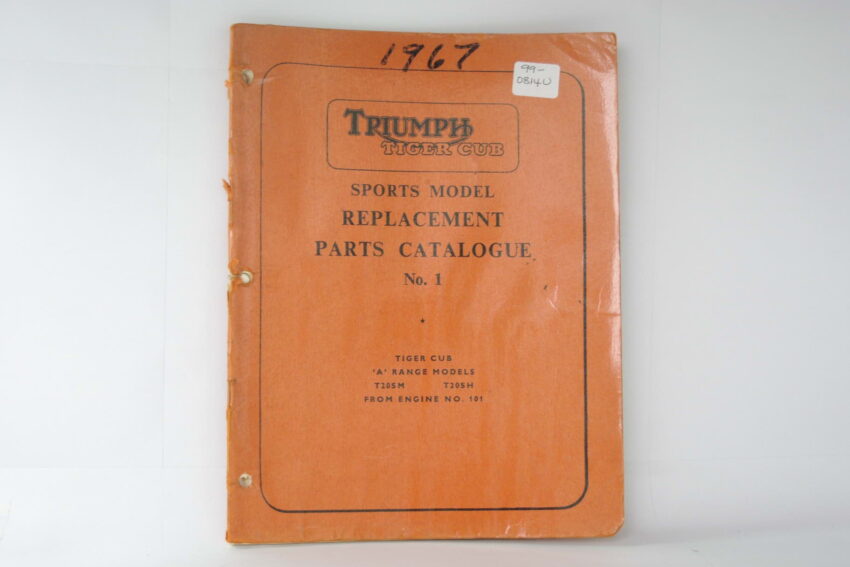 1967
99-
0814U
TRIUMPH
TIGER CUB
SPORTS MODEL
REPLACEMENT
PARTS CATALOGUE
No. 1
TIGER CUB
'A' RANGE MODELS
T20SM T20SH
FROM ENGINE NO. 101